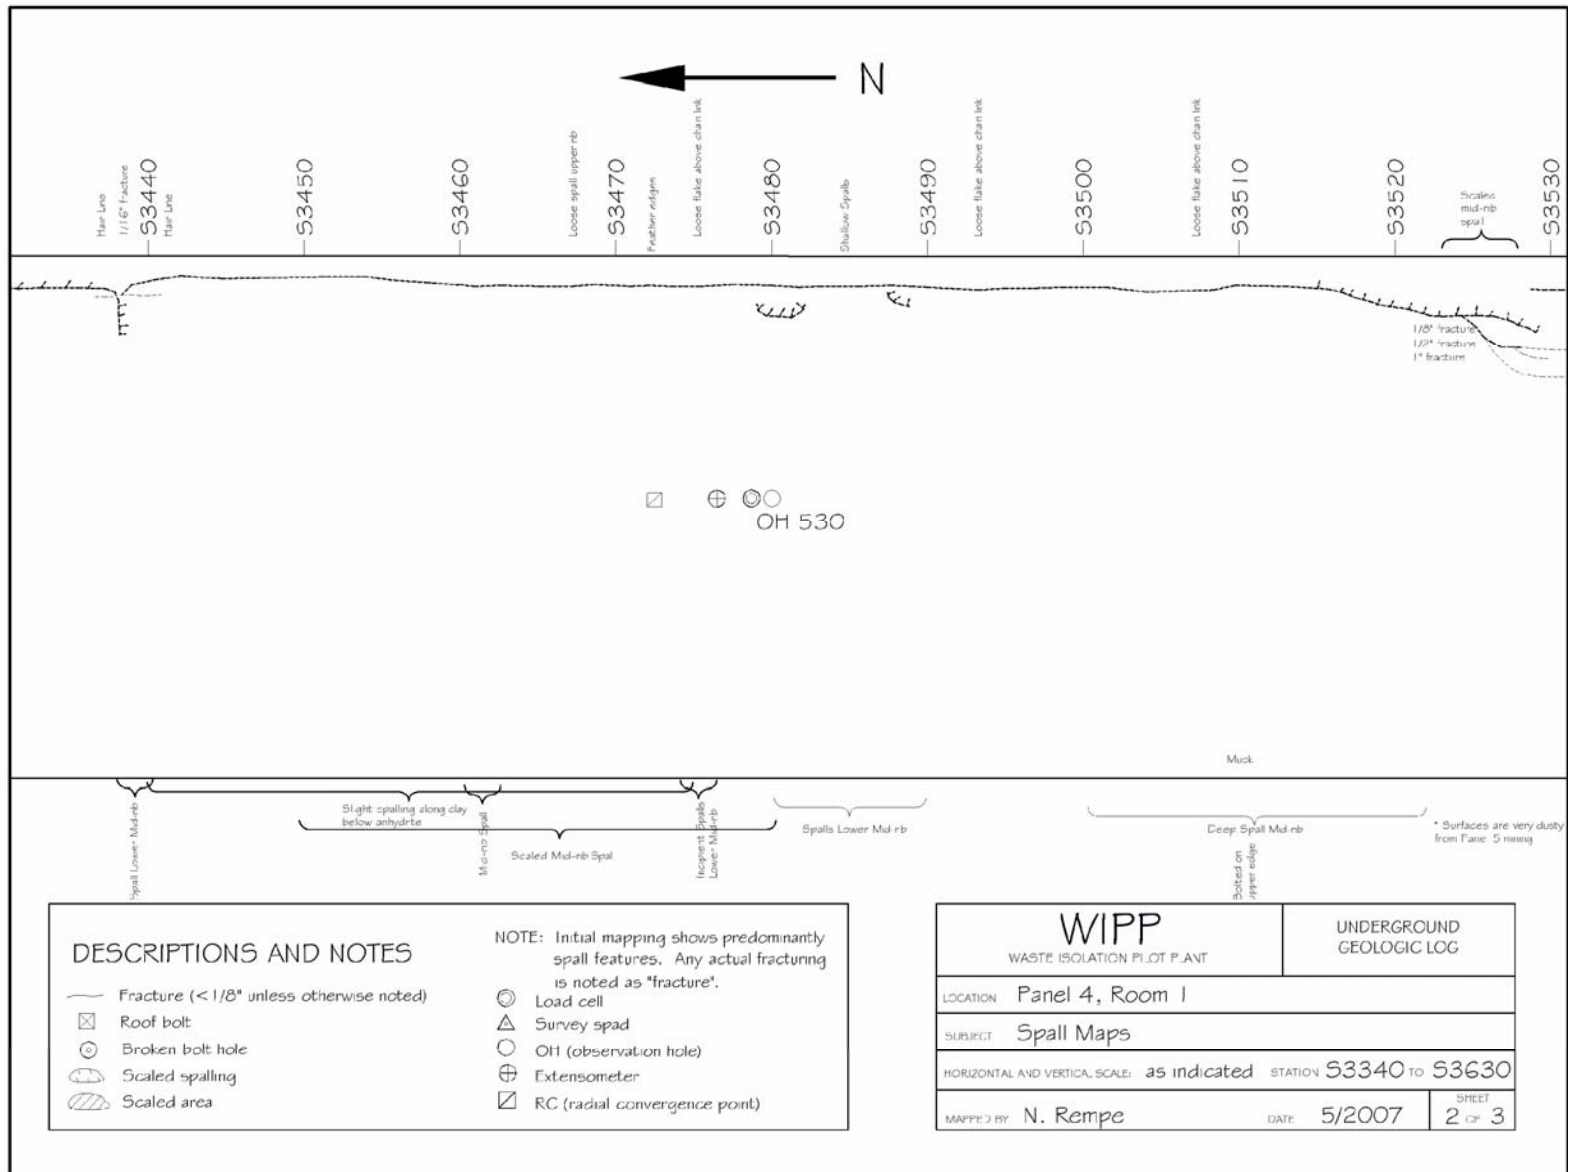 N
Hair Line
1/16" fracture
S3440
Hair Line
S3450
S3460
Loose spall upper rib
S3470
Feather edges
Loose flake above chain link
S3480
Shallow Spalls
S3490
Loose flake above chain link
S3500
Loose flake above chain link
S3510
S3520
Scaled
mid-rib
spall
S3530
1/8" fracture
1/2" fracture
1" fracture
OH 530
Muck
Spall Lower Mid-rib
Slight spalling along clay
below anhydrite
Mid-rib Spall
Scaled Mid-rib Spall
Incipient Spalls
Lower Mid-rib
Spalls Lower Mid-rib
Deep Spall Mid-rib
Bolted on
upper edge
* Surfaces are very dusty
from Panel 5 mining
DESCRIPTIONS AND NOTES
Fracture (<1/8" unless otherwise noted)
Roof bolt
Broken bolt hole
Scaled spalling
Scaled area
NOTE: Initial mapping shows predominantly
spall features. Any actual fracturing
is noted as "fracture".
Load cell
Survey spad
OH (observation hole)
Extensometer
RC (radial convergence point)
WIPP
WASTE ISOLATION PILOT PLANT
UNDERGROUND
GEOLOGIC LOG
LOCATION Panel 4, Room 1
SUBJECT Spall Maps
HORIZONTAL AND VERTICAL SCALE: as indicated STATION S3340 TO S3630
MAPPED BY N. Rempe DATE 5/2007
SHEET
2 OF 3